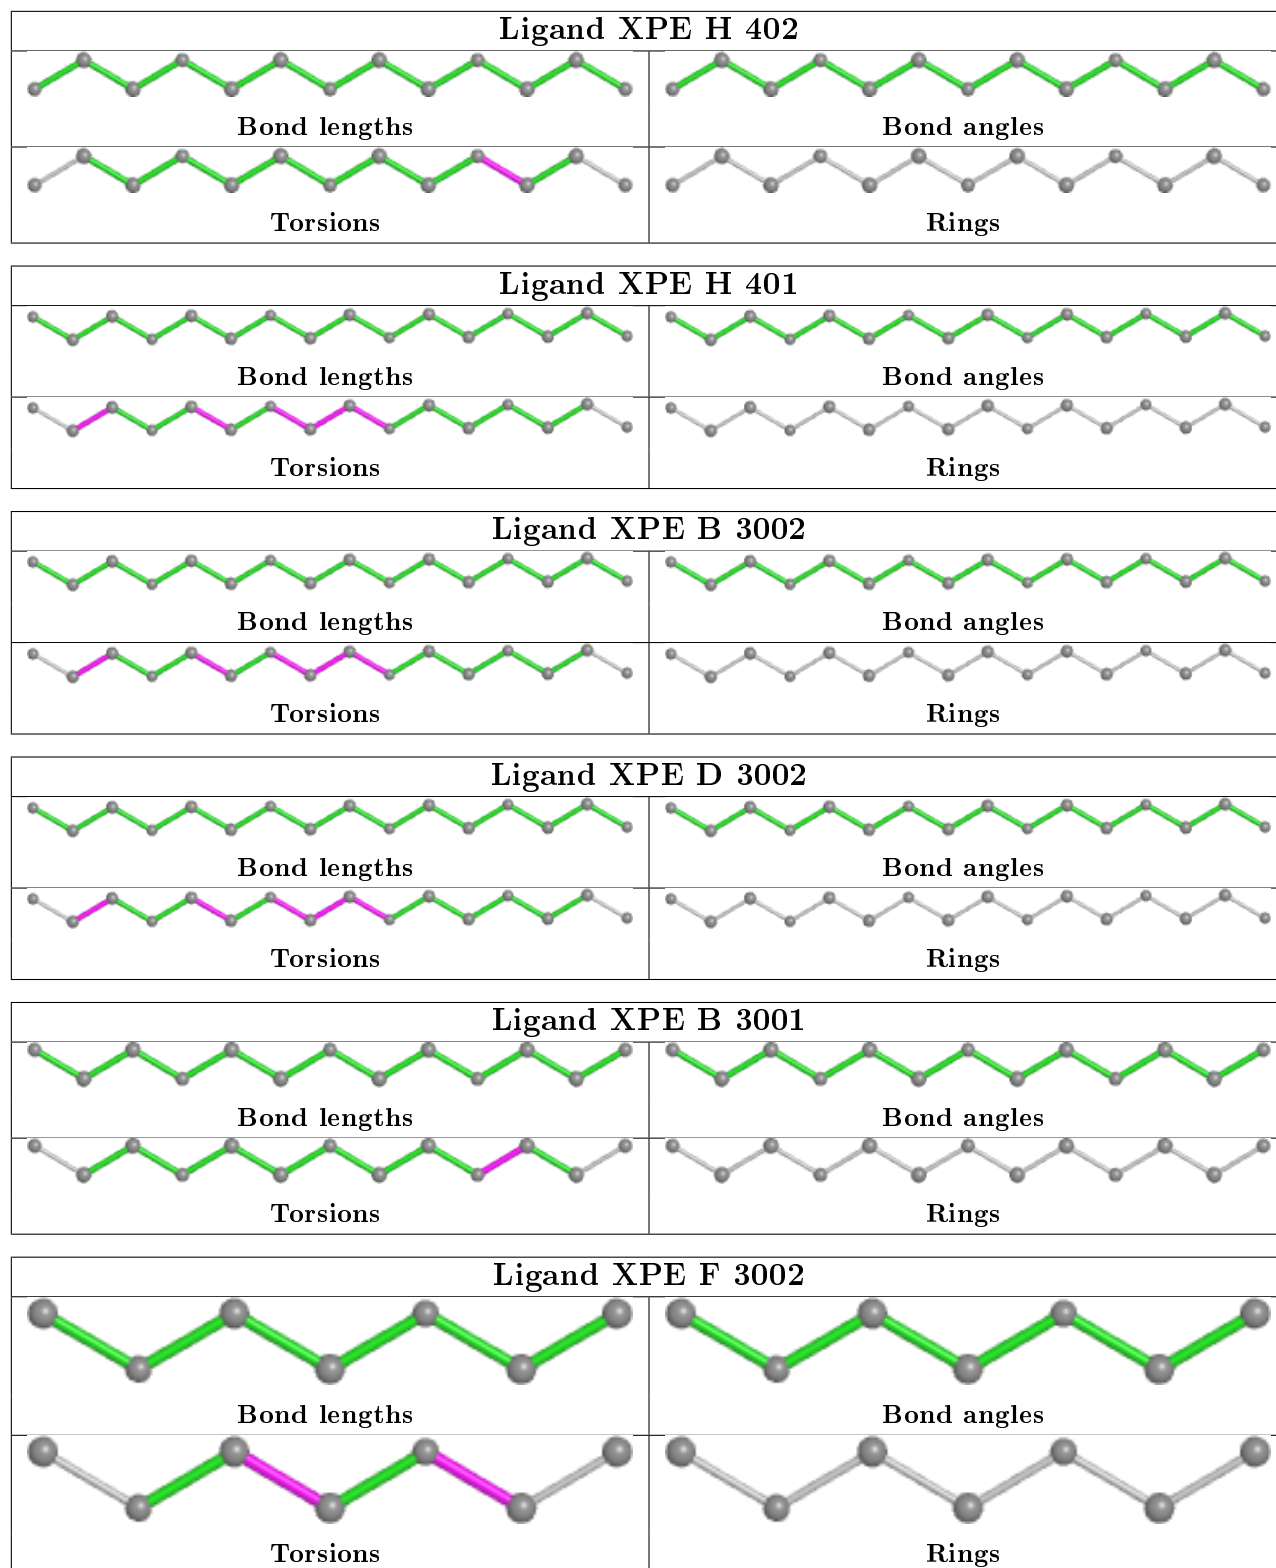 Ligand XPE H 402
Bond lengths
Bond angles
Torsions
Rings
Ligand XPE H 401
Bond lengths
Bond angles
Torsions
Rings
Ligand XPE B 3002
Bond lengths
Bond angles
Torsions
Rings
Ligand XPE D 3002
Bond lengths
Bond angles
Torsions
Rings
Ligand XPE B 3001
Bond lengths
Bond angles
Torsions
Rings
Ligand XPE F 3002
Bond lengths
Bond angles
Torsions
Rings